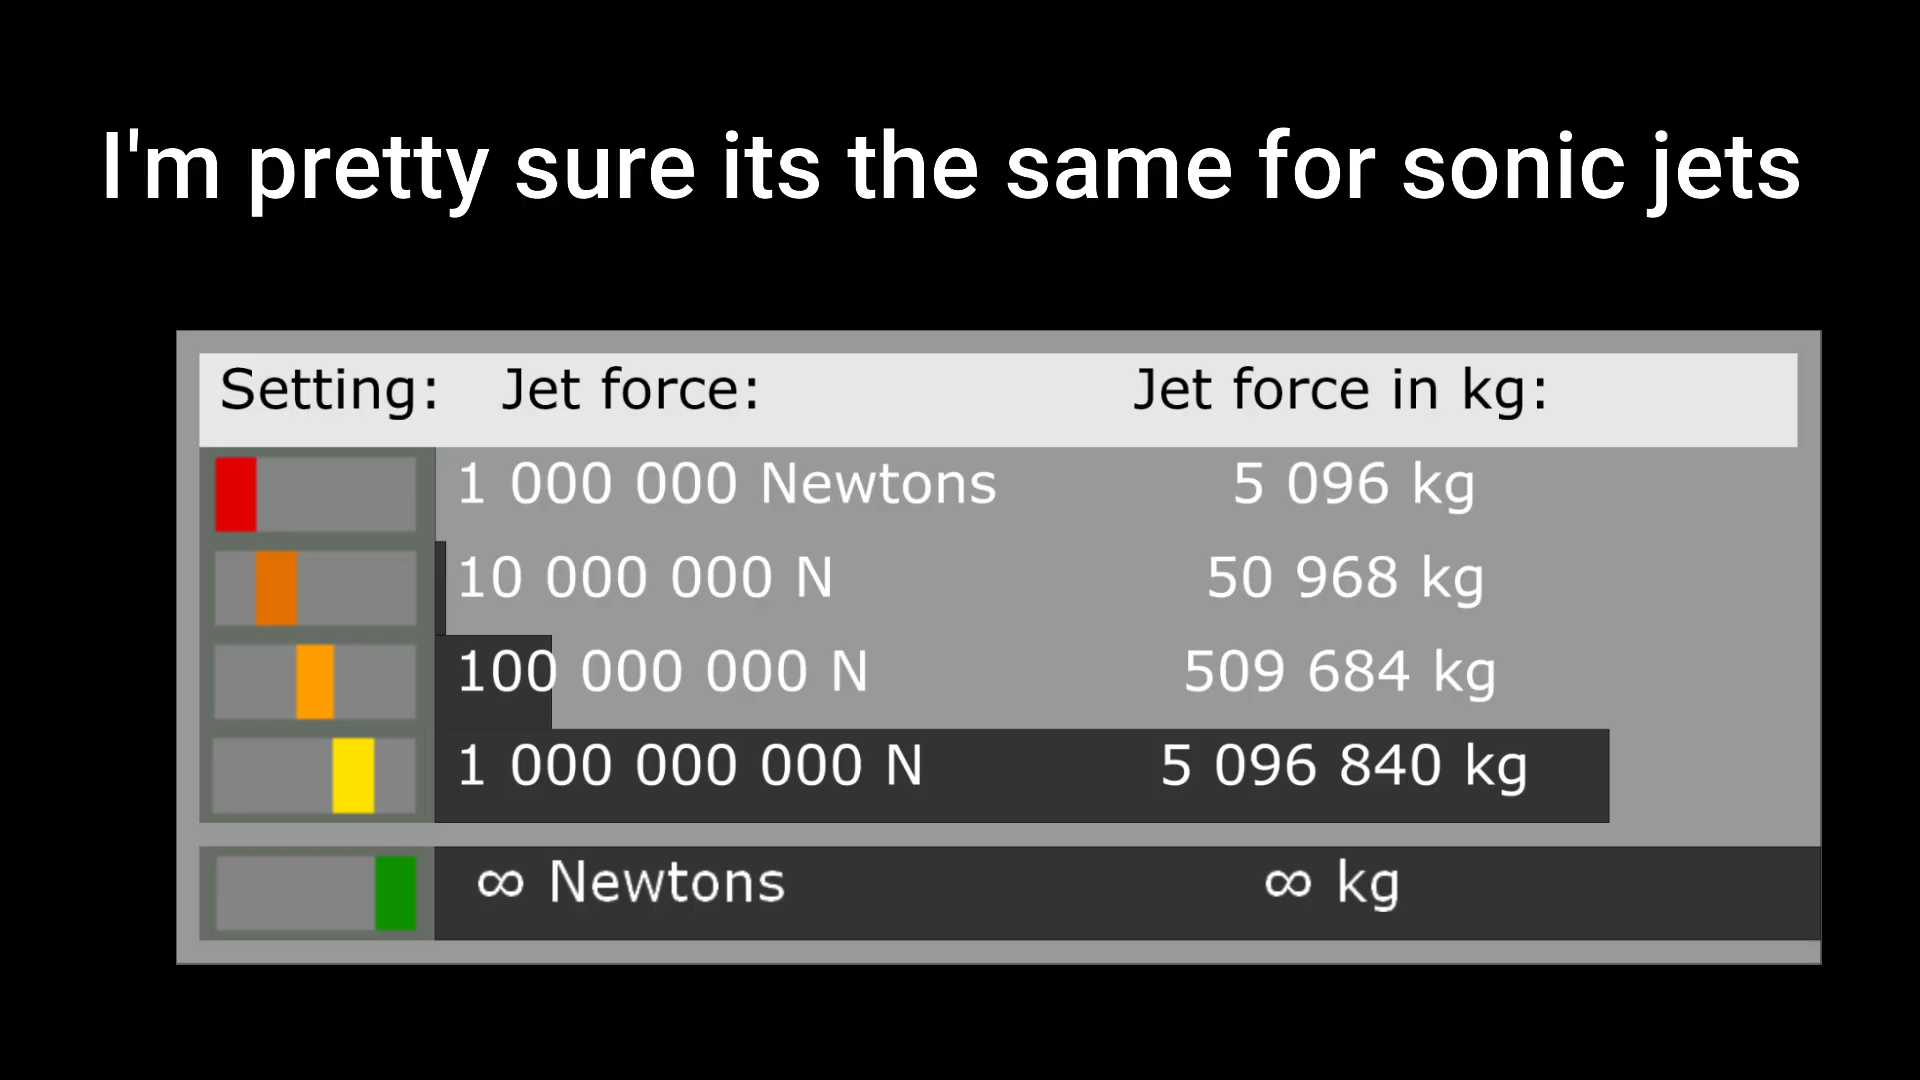 I'm pretty sure its the same for sonic jets
Setting: Jet force: Jet force in kg:
1 000 000 Newtons 5 096 kg
10 000 000 N 50 968 kg
100 000 000 N 509 684 kg
1 000 000 000 N 5 096 840 kg
∞ Newtons ∞ kg